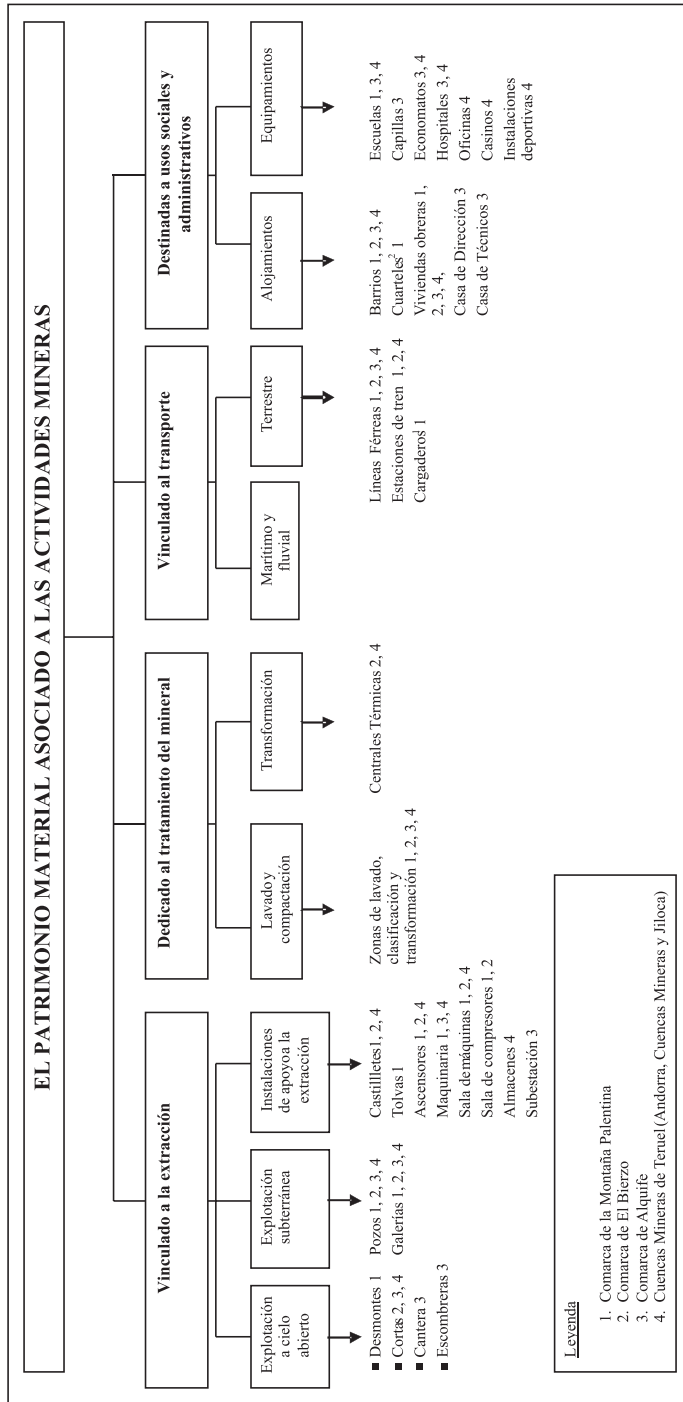 EL PATRIMONIO MATERIAL ASOCIADO A LAS ACTIVIDADES MINERAS
Vinculado a la extracción
Explotación
a cielo
abierto
Desmontes 1
Cortas 2, 3, 4
Cantera 3
Escombreras 3
Explotación
subterránea
Pozos 1, 2, 3, 4
Galerías 1, 2, 3, 4
Instalaciones
de apoyo a la
extracción
Castillletes 1, 2, 4
Tolvas 1
Ascensores 1, 2, 4
Maquinaria 1, 3, 4
Sala de máquinas 1, 2, 4
Sala de compresores 1, 2
Almacenes 4
Subestación 3
Dedicado al tratamiento del mineral
Lavado y
compactación
Zonas de lavado,
clasificación y
transformación 1, 2, 3, 4
Transformación
Centrales Térmicas 2, 4
Vinculado al transporte
Marítimo y
fluvial
Terrestre
Líneas Férreas 1, 2, 3, 4
Estaciones de tren 1, 2, 4
Cargaderos¹ 1
Destinadas a usos sociales y
administrativos
Alojamientos
Barrios 1, 2, 3, 4
Cuarteles² 1
Viviendas obreras 1,
2, 3, 4,
Casa de Dirección 3
Casa de Técnicos 3
Equipamientos
Escuelas 1, 3, 4
Capillas 3
Economatos 3, 4
Hospitales 3, 4
Oficinas 4
Casinos 4
Instalaciones
deportivas 4
Leyenda
1. Comarca de la Montaña Palentina
2. Comarca de El Bierzo
3. Comarca de Alquife
4. Cuencas Mineras de Teruel (Andorra, Cuencas Mineras y Jiloca)